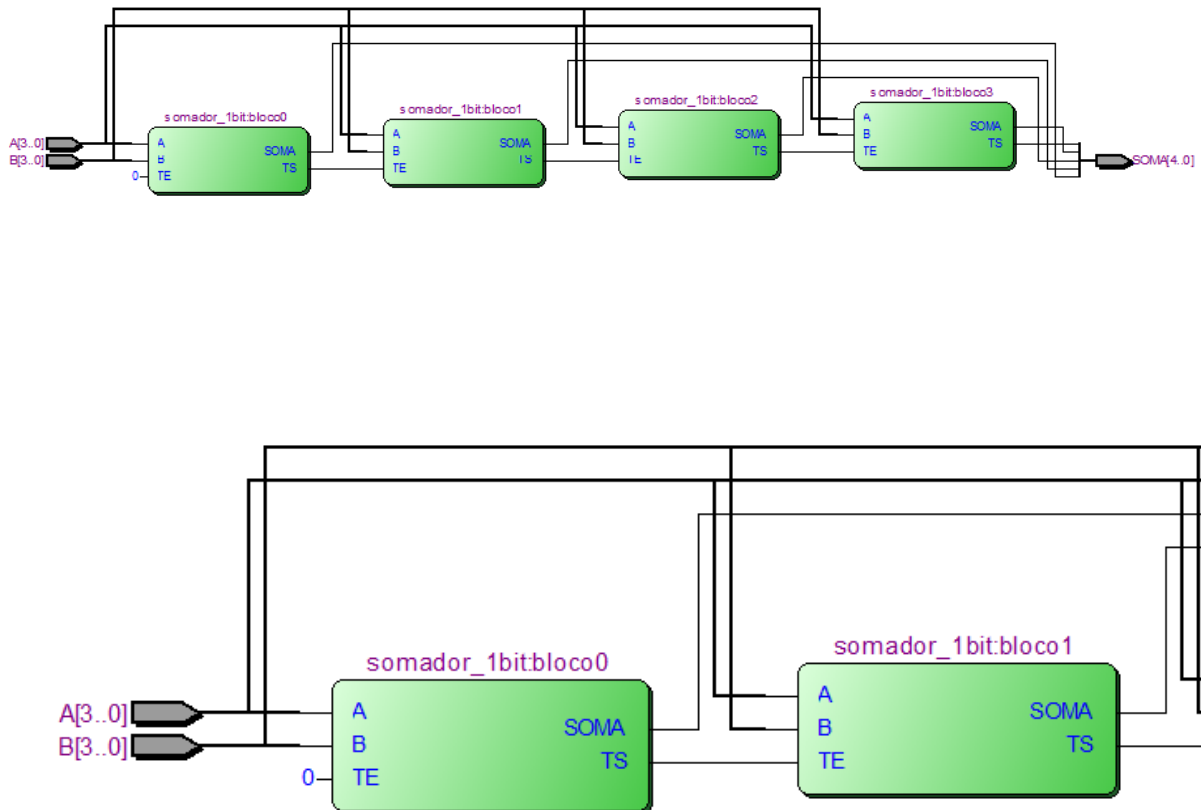 somador_1bit:bloco0
somador_1bit:bloco1
somador_1bit:bloco2
somador_1bit:bloco3
A[3..0]
B[3..0]
0
A
B
TE
SOMA
TS
A
B
TE
SOMA
TS
A
B
TE
SOMA
TS
A
B
TE
SOMA
TS
SOMA[4..0]
somador_1bit:bloco0
somador_1bit:bloco1
A[3..0]
B[3..0]
0
A
B
TE
SOMA
TS
A
B
TE
SOMA
TS